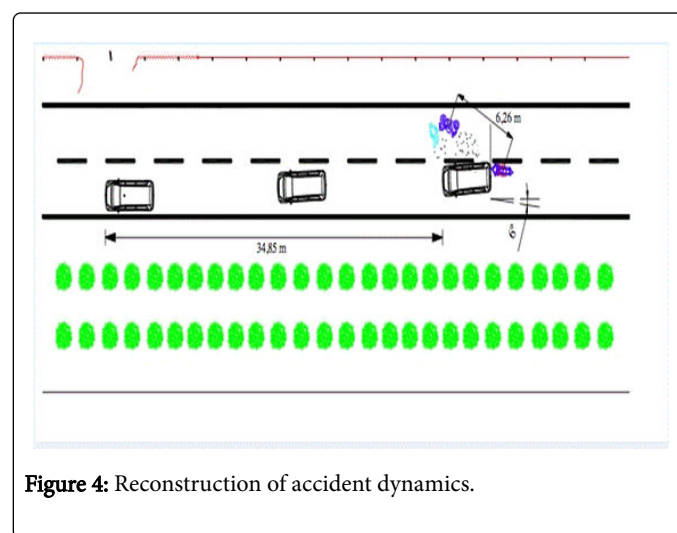 6,26 m
34,85 m
Figure 4: Reconstruction of accident dynamics.